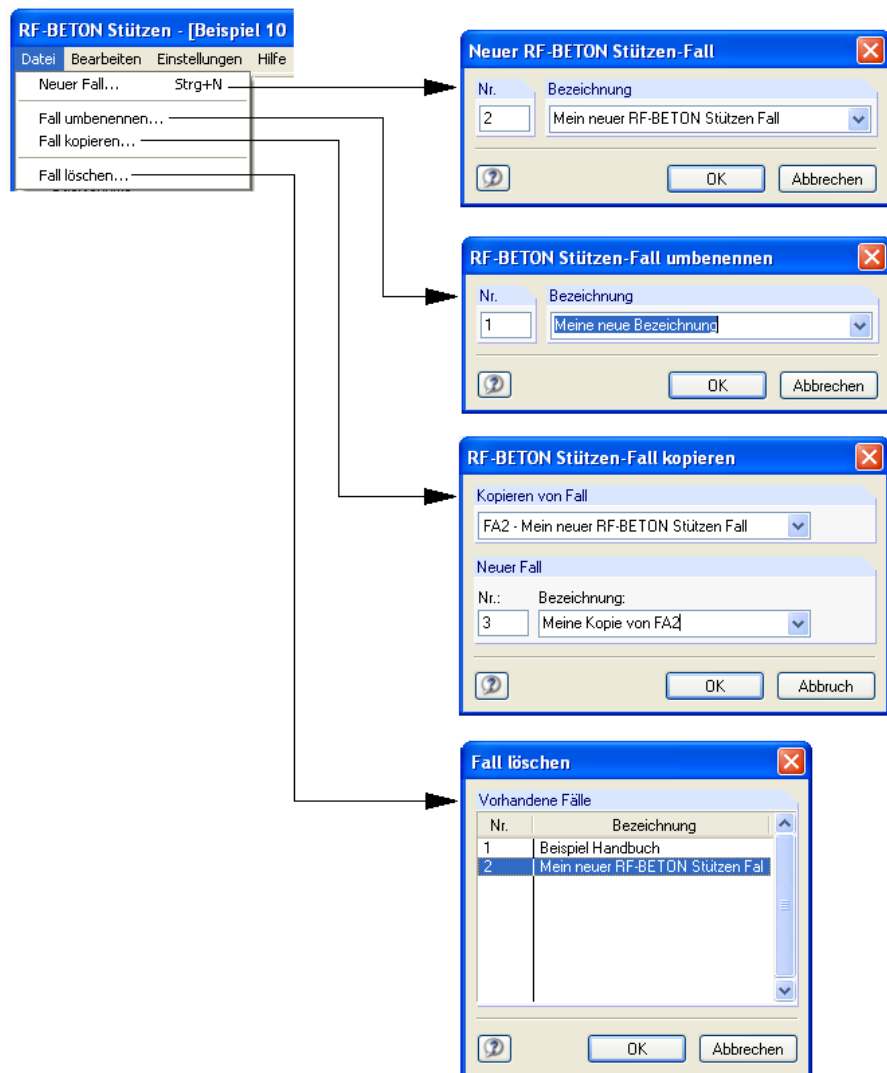 RF-BETON Stützen - [Beispiel 10
Datei Bearbeiten Einstellungen Hilfe
Neuer Fall... Strg+N
Fall umbenennen...
Fall kopieren...
Fall löschen...
Neuer RF-BETON Stützen-Fall
Nr. Bezeichnung
2 Mein neuer RF-BETON Stützen Fall
OK Abbrechen
RF-BETON Stützen-Fall umbenennen
Nr. Bezeichnung
1 Meine neue Bezeichnung
OK Abbrechen
RF-BETON Stützen-Fall kopieren
Kopieren von Fall
FA2 - Mein neuer RF-BETON Stützen Fall
Neuer Fall
Nr.: Bezeichnung:
3 Meine Kopie von FA2
OK Abbruch
Fall löschen
Vorhandene Fälle
Nr. Bezeichnung
1 Beispiel Handbuch
2 Mein neuer RF-BETON Stützen Fal
OK Abbrechen